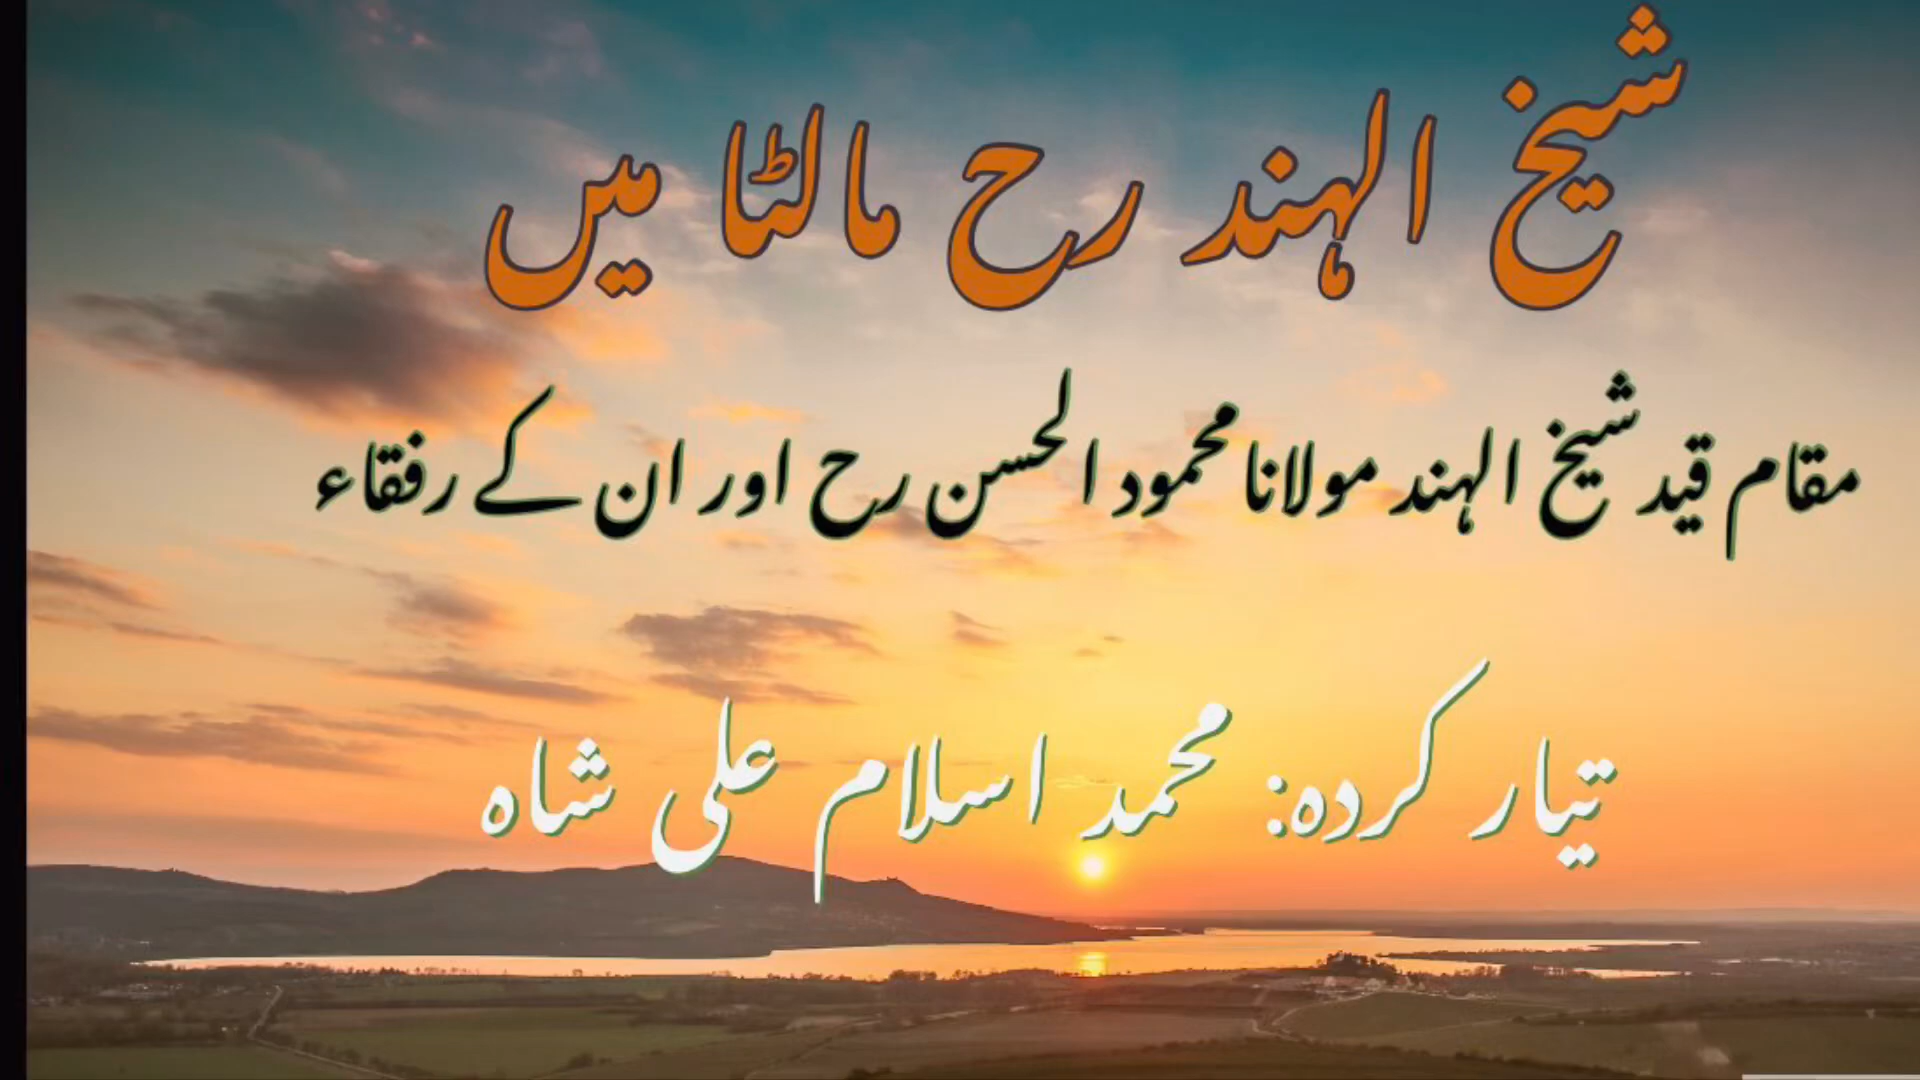 شیخ الہند رح مالٹا میں
مقام قید شیخ الہند مولانا محمود الحسن رح اور ان کے رفقاء
تیار کردہ: محمد اسلام علی شاہ